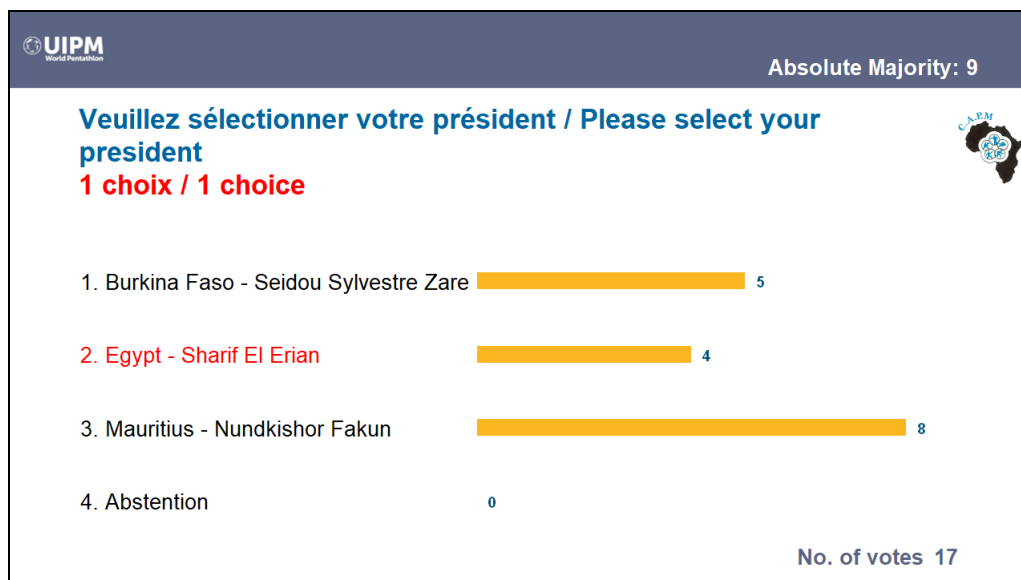 UIPM
World Pentathlon
Absolute Majority: 9
Veuillez sélectionner votre président / Please select your
president
1 choix / 1 choice
C.A.P.M
1. Burkina Faso - Seidou Sylvestre Zare 5
2. Egypt - Sharif El Erian 4
3. Mauritius - Nundkishor Fakun 8
4. Abstention 0
No. of votes 17